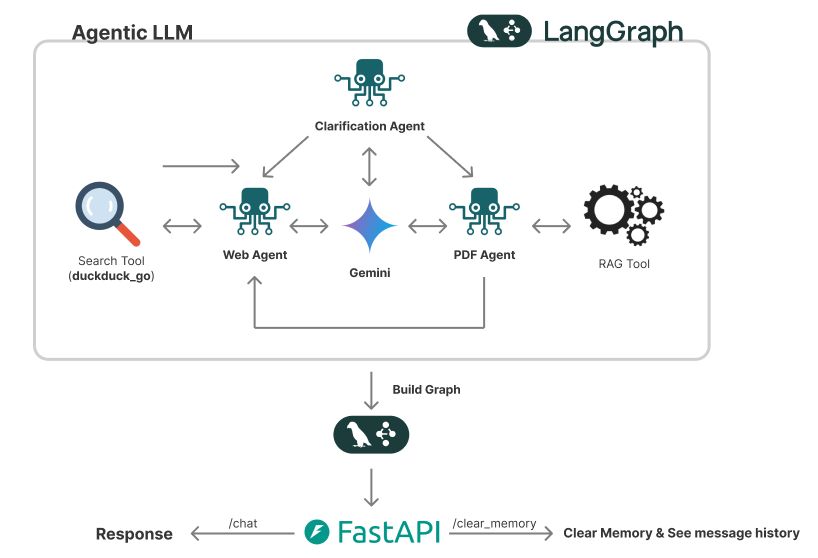 Agentic LLM
LangGraph
Clarification Agent
Search Tool
(duckduck_go)
Web Agent
Gemini
PDF Agent
RAG Tool
Build Graph
Response
/chat
FastAPI
/clear_memory
Clear Memory & See message history